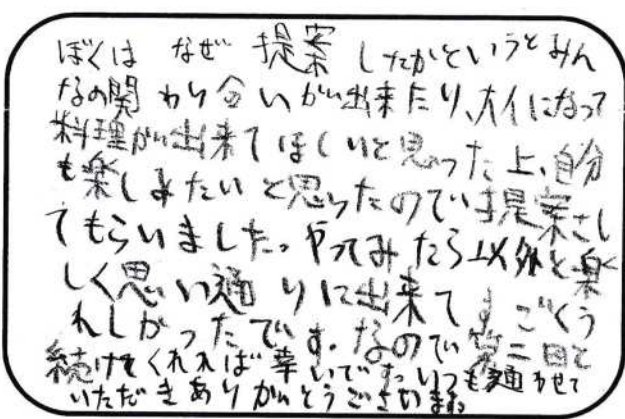 ぼくは なぜ 提案 したかというとみん
なの関わり合いが出来たり、大人になって
料理が出来てほしいと思った上、自分
も楽しみたいと思ったので提案さし
てもらいました。やってみたら以外と楽
しく思い通りに出来てすごくう
れしかったです。なので第二回と
続けてくれれば幸いです。いつも通わせて
いただきありがとうございます。